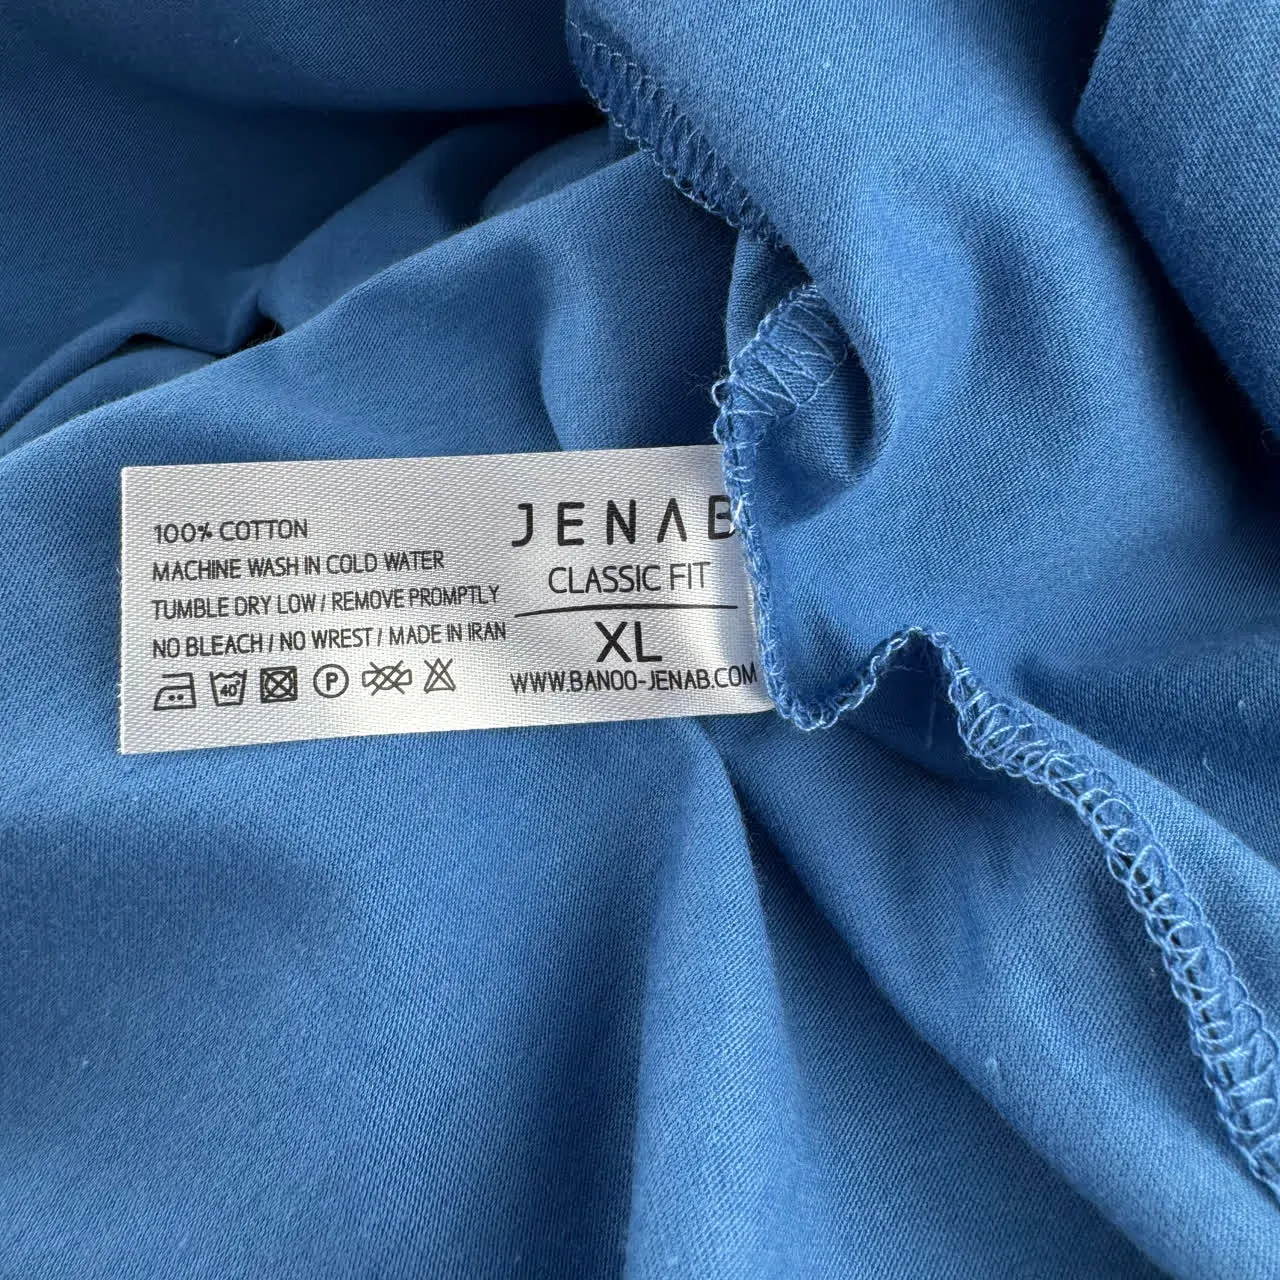 100% COTTON
MACHINE WASH IN COLD WATER
TUMBLE DRY LOW / REMOVE PROMPTLY
NO BLEACH / NO WREST / MADE IN IRAN
40 P
JENAB
CLASSIC FIT
XL
WWW.BANOO-JENAB.COM